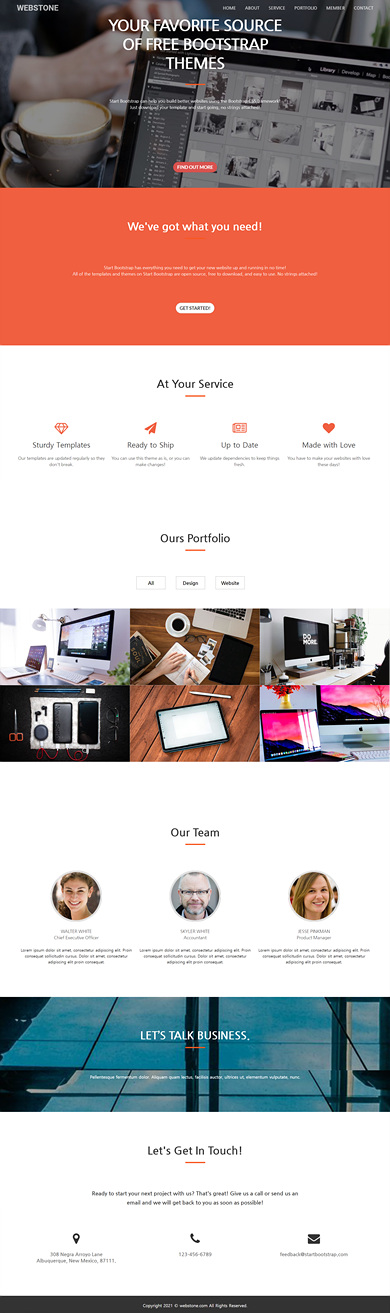 WEBSTONE
HOME ABOUT SERVICE PORTFOLIO MEMBER CONTACT
YOUR FAVORITE SOURCE
OF FREE BOOTSTRAP
THEMES
Start Bootstrap can help you build better websites using the Bootstrap CSS framework!
Just download your template and start going, no strings attached!
FIND OUT MORE
We've got what you need!
Start Bootstrap has everything you need to get your new website up and running in no time!
All of the templates and themes on Start Bootstrap are open source, free to download, and easy to use. No strings attached!
GET STARTED!
At Your Service
Sturdy Templates
Our templates are updated regularly so they
don't break.
Ready to Ship
You can use this theme as is, or you can
make changes!
Up to Date
We update dependencies to keep things
fresh.
Made with Love
You have to make your websites with love
these days!
Ours Portfolio
All Design Website
DO
MORE.
Our Team
WALTER WHITE
Chief Executive Officer
Lorem ipsum dolor sit amet, consectetur adipiscing elit. Proin
consequat sollicitudin cursus. Dolor sit amet, consectetur
adipiscing elit proin consequat.
SKYLER WHITE
Accountant
Lorem ipsum dolor sit amet, consectetur adipiscing elit. Proin
consequat sollicitudin cursus. Dolor sit amet, consectetur
adipiscing elit proin consequat.
JESSE PINKMAN
Product Manager
Lorem ipsum dolor sit amet, consectetur adipiscing elit. Proin
consequat sollicitudin cursus. Dolor sit amet, consectetur
adipiscing elit proin consequat.
LET'S TALK BUSINESS.
Pellentesque fermentum dolor. Aliquam quam lectus, facilisis auctor, ultrices ut, elementum vulputate, nunc.
Let's Get In Touch!
Ready to start your next project with us? That's great! Give us a call or send us an
email and we will get back to you as soon as possible!
308 Negra Arroyo Lane
Albuquerque, New Mexico, 87111.
123-456-6789
feedback@startbootstrap.com
Copyright 2021 © webstone.com All Rights Reserved.